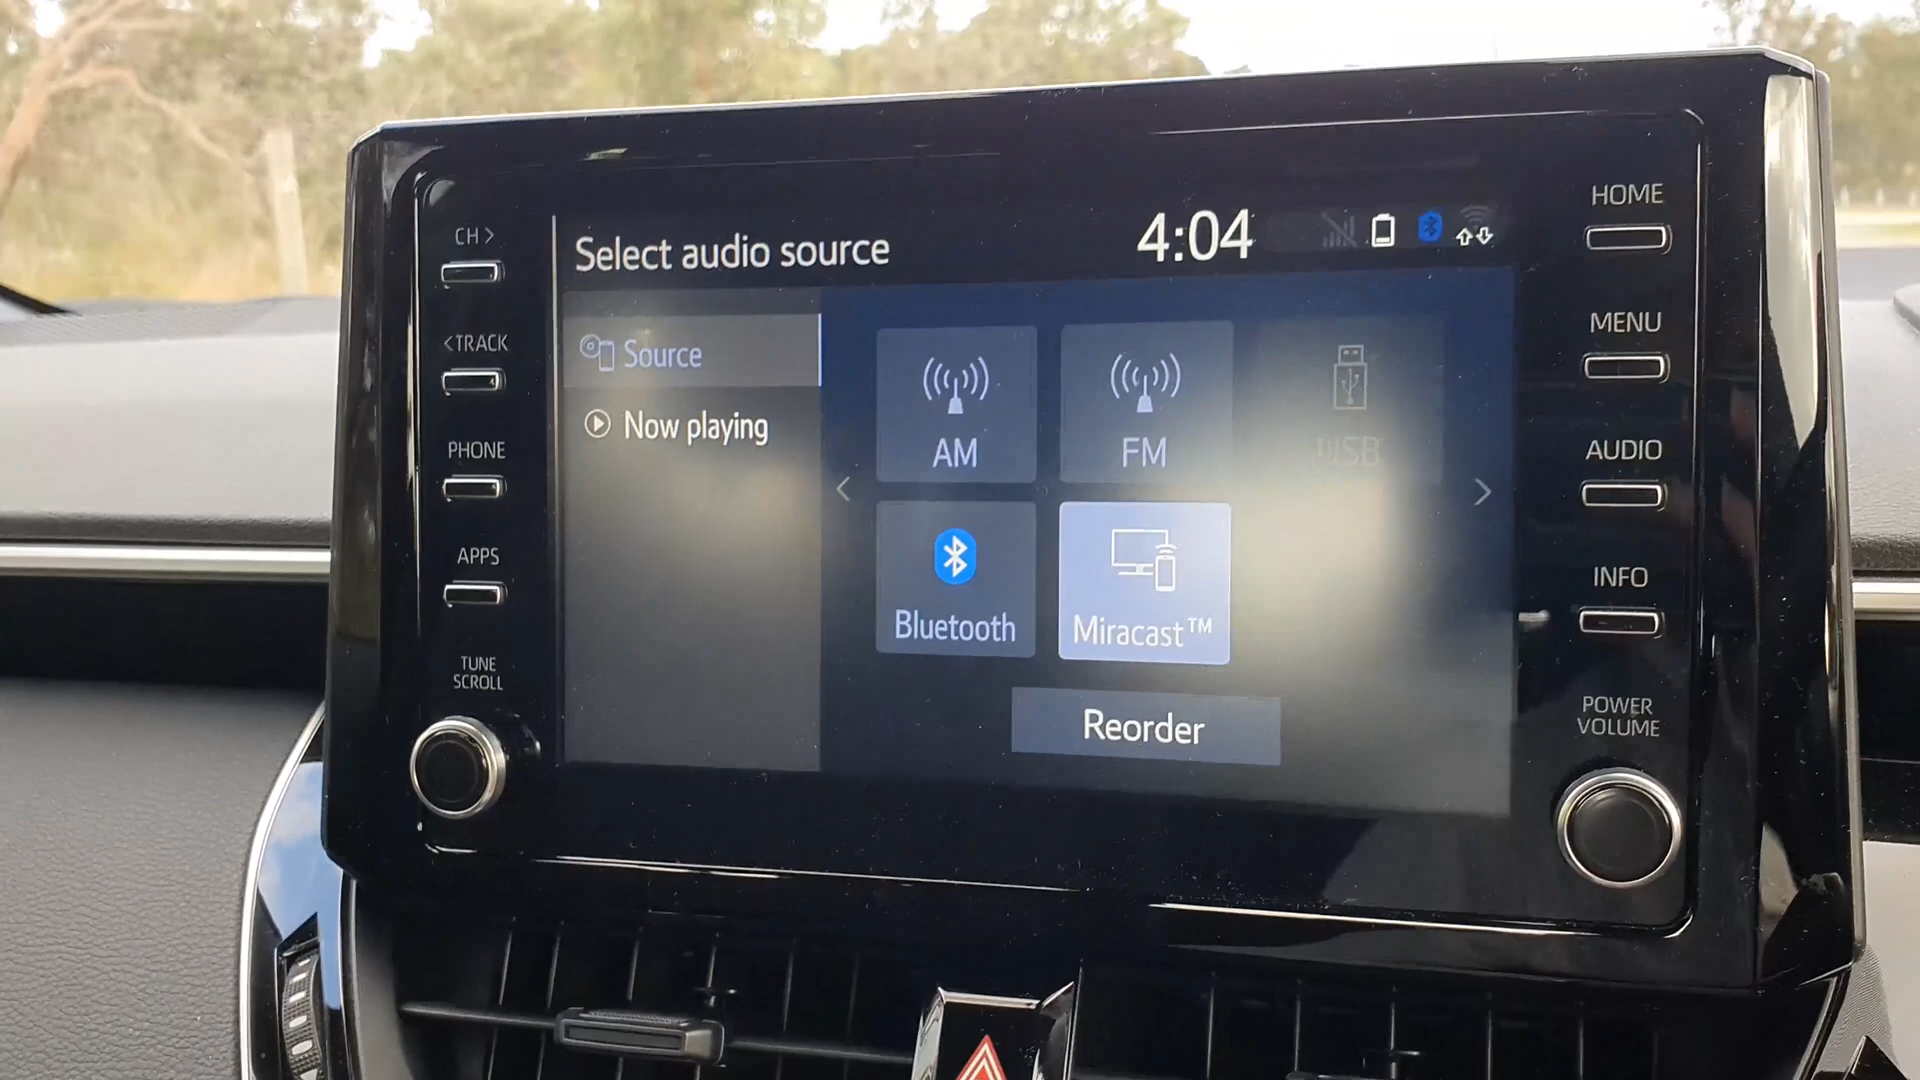 CH >
< TRACK
PHONE
APPS
TUNE
SCROLL
Select audio source
4:04
Source
Now playing
AM
FM
USB
Bluetooth
Miracast™
Reorder
HOME
MENU
AUDIO
INFO
POWER
VOLUME